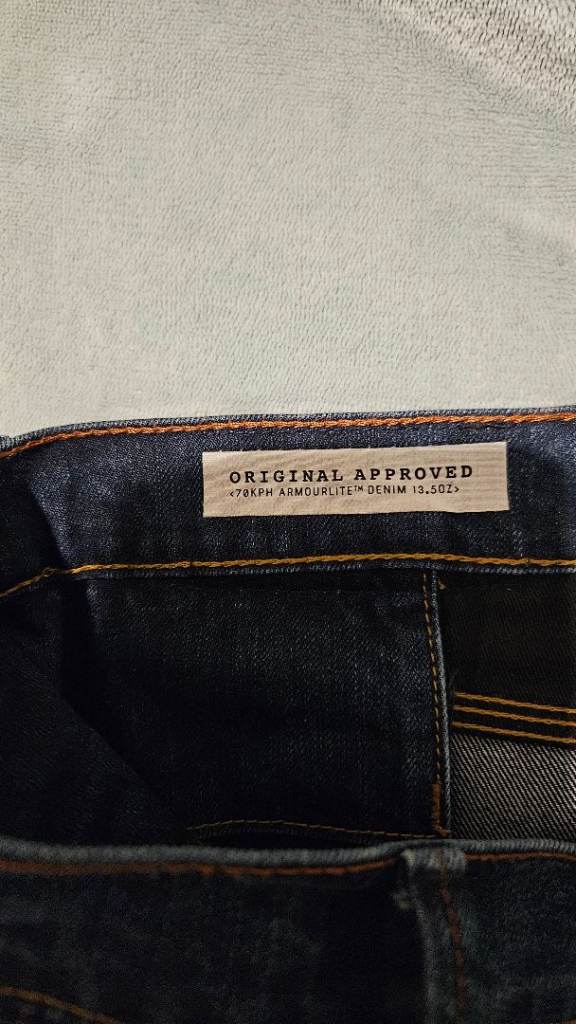 ORIGINAL APPROVED
<70KPH ARMOURLITE™ DENIM 13.5OZ>